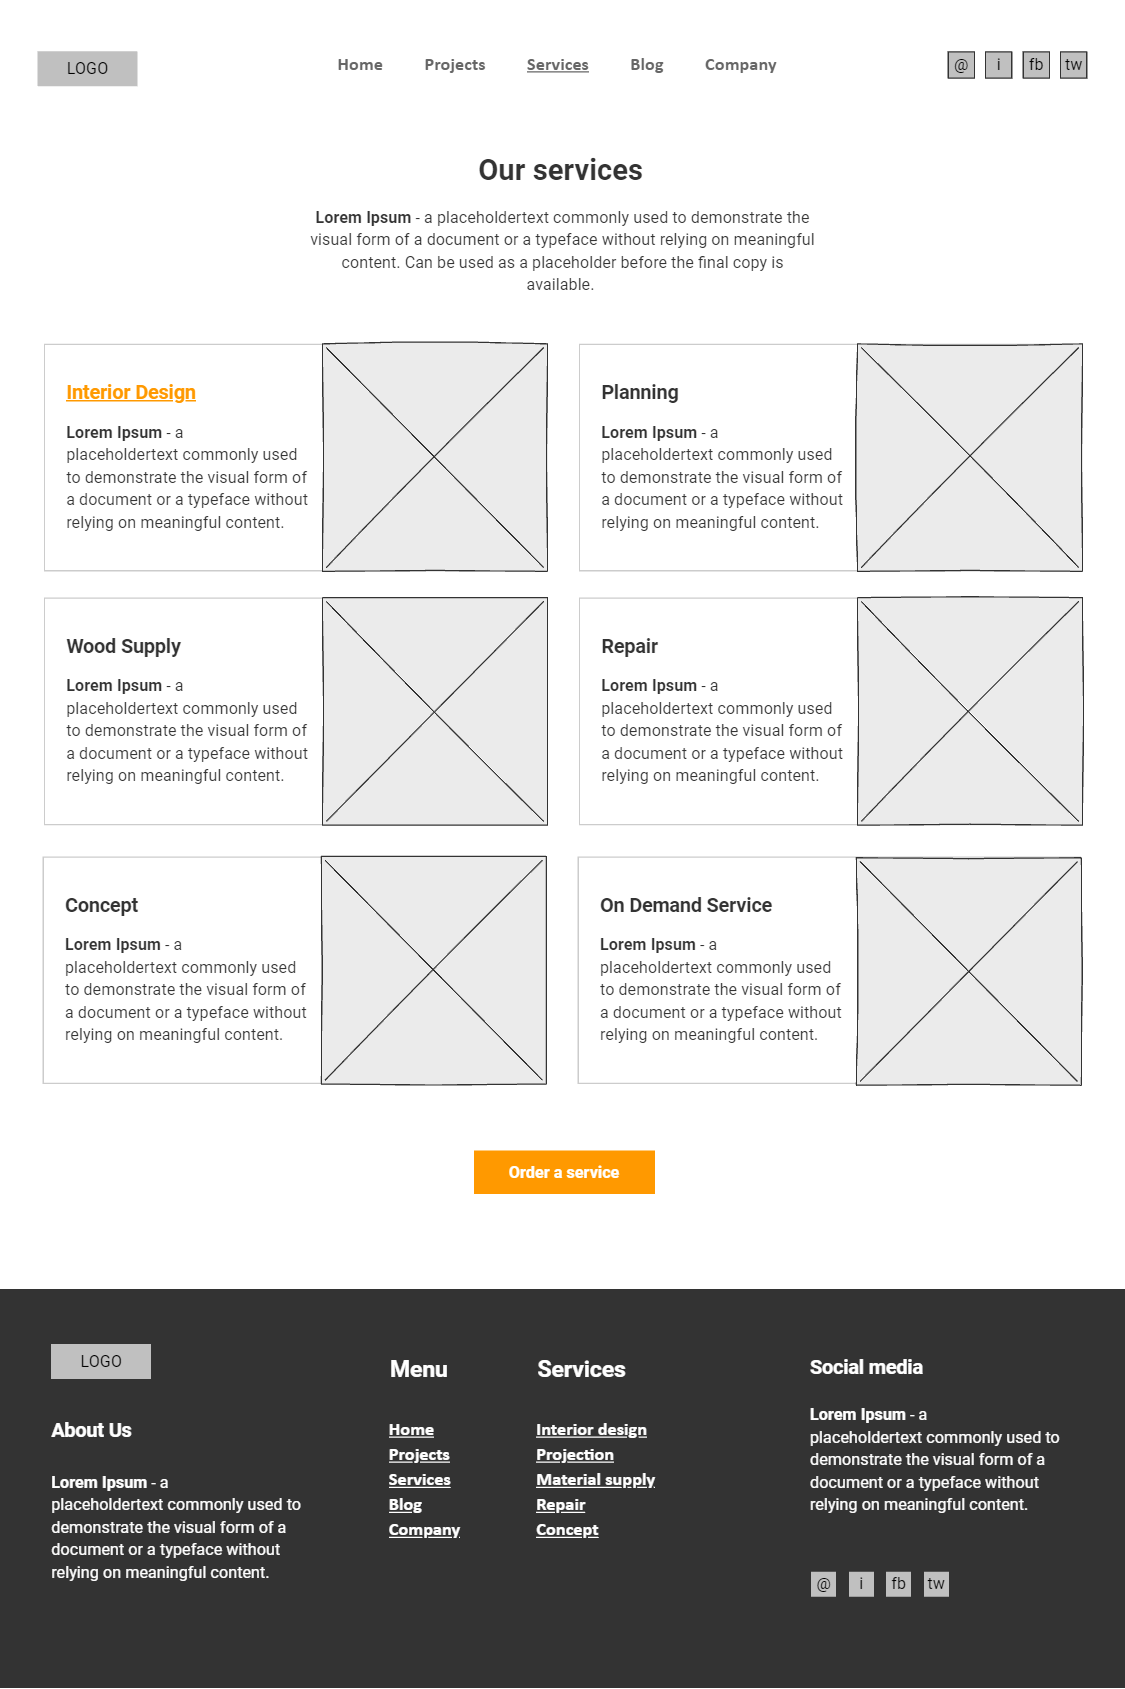 LOGO
Home Projects Services Blog Company
@ i fb tw
Our services
Lorem Ipsum - a placeholdertext commonly used to demonstrate the
visual form of a document or a typeface without relying on meaningful
content. Can be used as a placeholder before the final copy is
available.
Interior Design
Lorem Ipsum - a
placeholdertext commonly used
to demonstrate the visual form of
a document or a typeface without
relying on meaningful content.
Planning
Lorem Ipsum - a
placeholdertext commonly used
to demonstrate the visual form of
a document or a typeface without
relying on meaningful content.
Wood Supply
Lorem Ipsum - a
placeholdertext commonly used
to demonstrate the visual form of
a document or a typeface without
relying on meaningful content.
Repair
Lorem Ipsum - a
placeholdertext commonly used
to demonstrate the visual form of
a document or a typeface without
relying on meaningful content.
Concept
Lorem Ipsum - a
placeholdertext commonly used
to demonstrate the visual form of
a document or a typeface without
relying on meaningful content.
On Demand Service
Lorem Ipsum - a
placeholdertext commonly used
to demonstrate the visual form of
a document or a typeface without
relying on meaningful content.
Order a service
LOGO
About Us
Lorem Ipsum - a
placeholdertext commonly used to
demonstrate the visual form of a
document or a typeface without
relying on meaningful content.
Menu
Home
Projects
Services
Blog
Company
Services
Interior design
Projection
Material supply
Repair
Concept
Social media
Lorem Ipsum - a
placeholdertext commonly used to
demonstrate the visual form of a
document or a typeface without
relying on meaningful content.
@ i fb tw